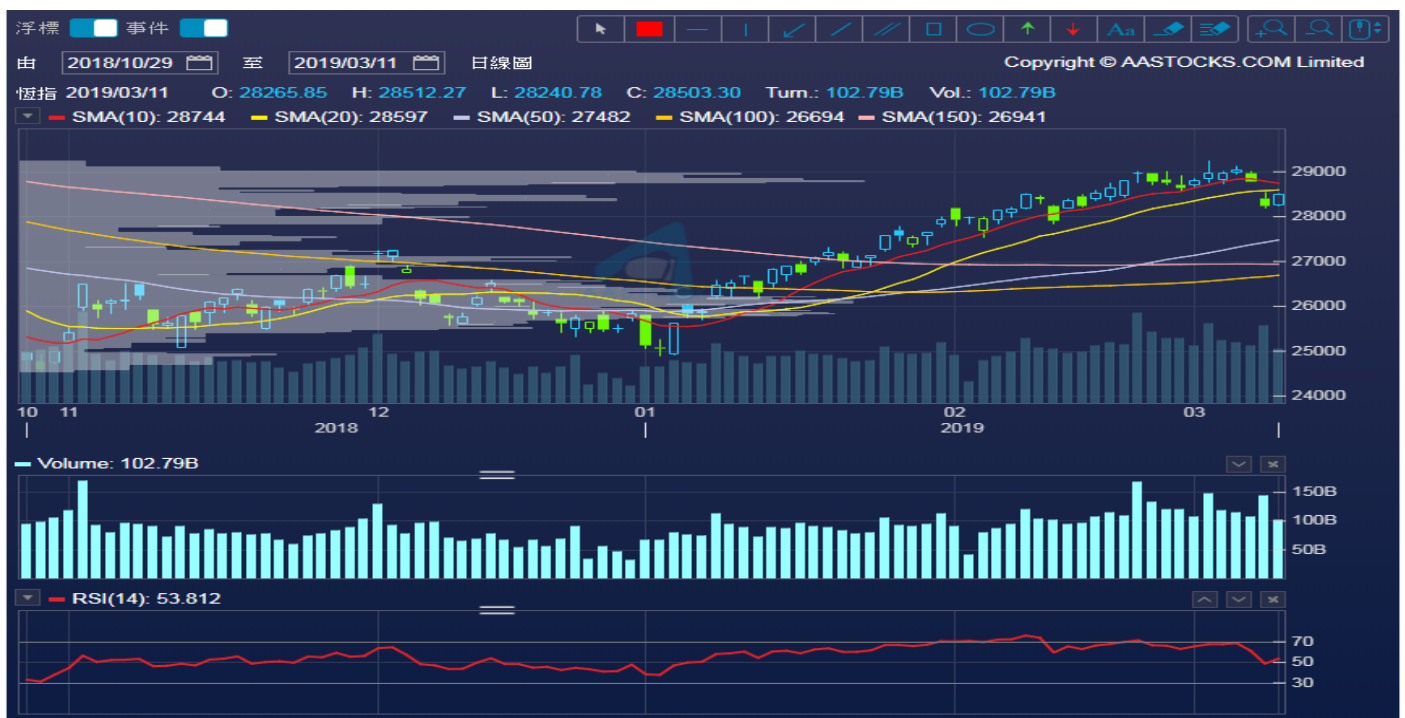 浮標 事件
Aa
由 2018/10/29 至 2019/03/11 日線圖 Copyright © AASTOCKS.COM Limited
恆指 2019/03/11 O: 28265.85 H: 28512.27 L: 28240.78 C: 28503.30 Turn.: 102.79B Vol.: 102.79B
SMA(10): 28744 SMA(20): 28597 SMA(50): 27482 SMA(100): 26694 SMA(150): 26941
29000
28000
27000
26000
25000
24000
10 11 12 01 02 03
2018 2019
Volume: 102.79B
150B
100B
50B
RSI(14): 53.812
70
50
30